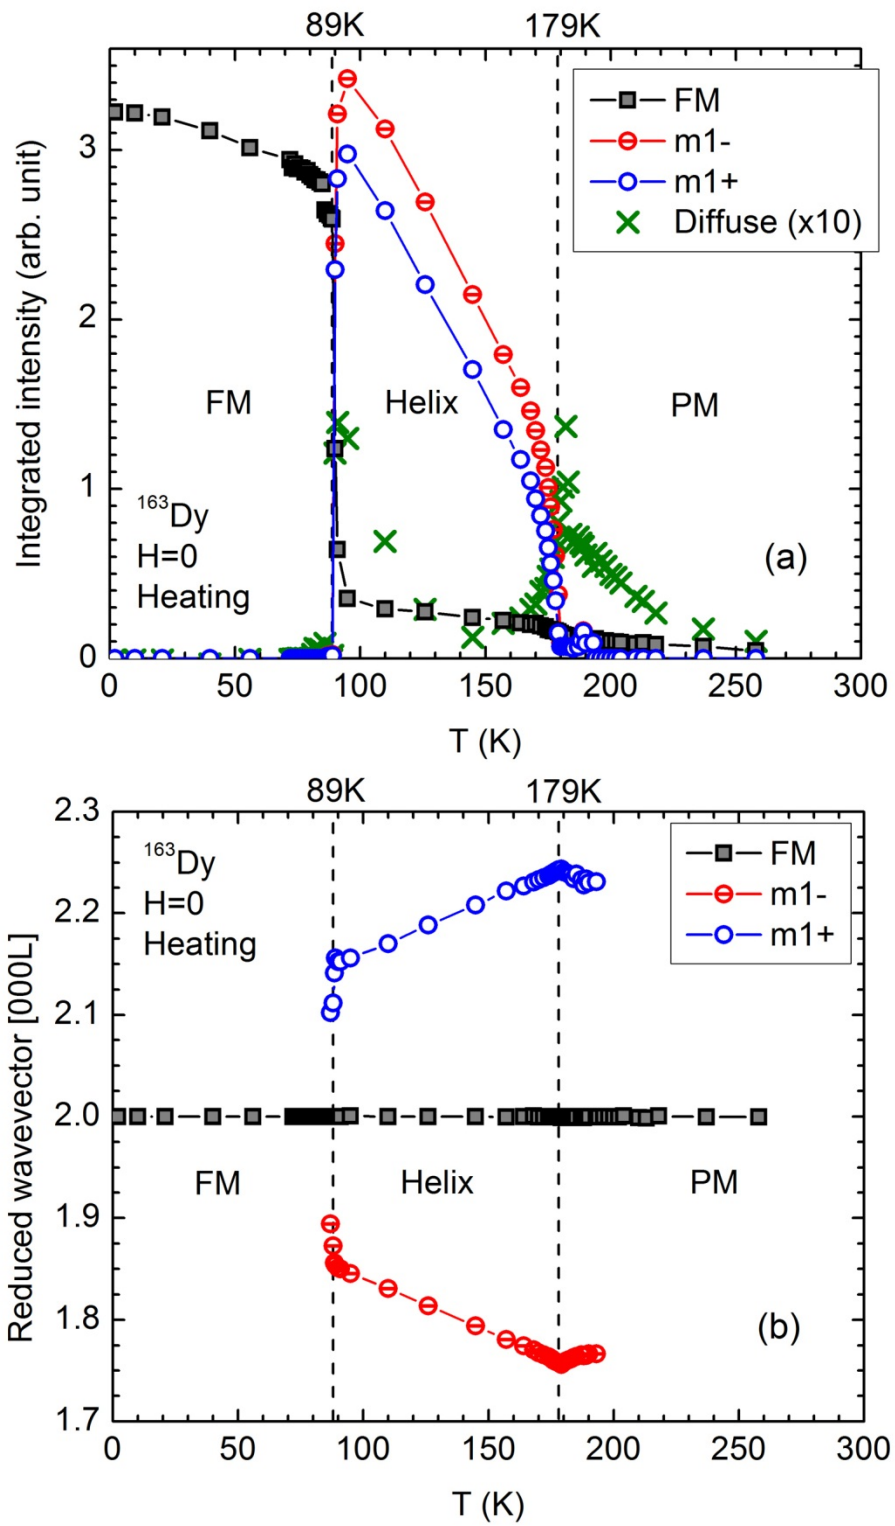 89K 179K
3
2
1
0
Integrated intensity (arb. unit)
FM
m1-
m1+
Diffuse (x10)
FM Helix PM
¹⁶³Dy
H=0
Heating
(a)
0 50 100 150 200 250 300
T (K)
89K 179K
2.3
2.2
2.1
2.0
1.9
1.8
1.7
Reduced wavevector [000L]
¹⁶³Dy
H=0
Heating
FM
m1-
m1+
FM Helix PM
(b)
0 50 100 150 200 250 300
T (K)